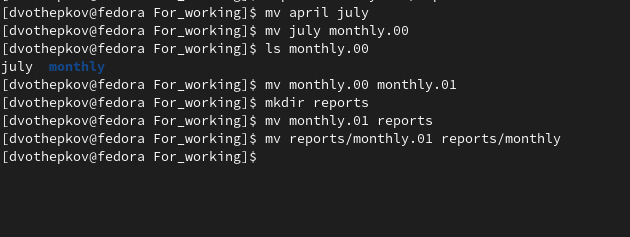 [dvothepkov@fedora For_working]$ mv april july
[dvothepkov@fedora For_working]$ mv july monthly.00
[dvothepkov@fedora For_working]$ ls monthly.00
july monthly
[dvothepkov@fedora For_working]$ mv monthly.00 monthly.01
[dvothepkov@fedora For_working]$ mkdir reports
[dvothepkov@fedora For_working]$ mv monthly.01 reports
[dvothepkov@fedora For_working]$ mv reports/monthly.01 reports/monthly
[dvothepkov@fedora For_working]$